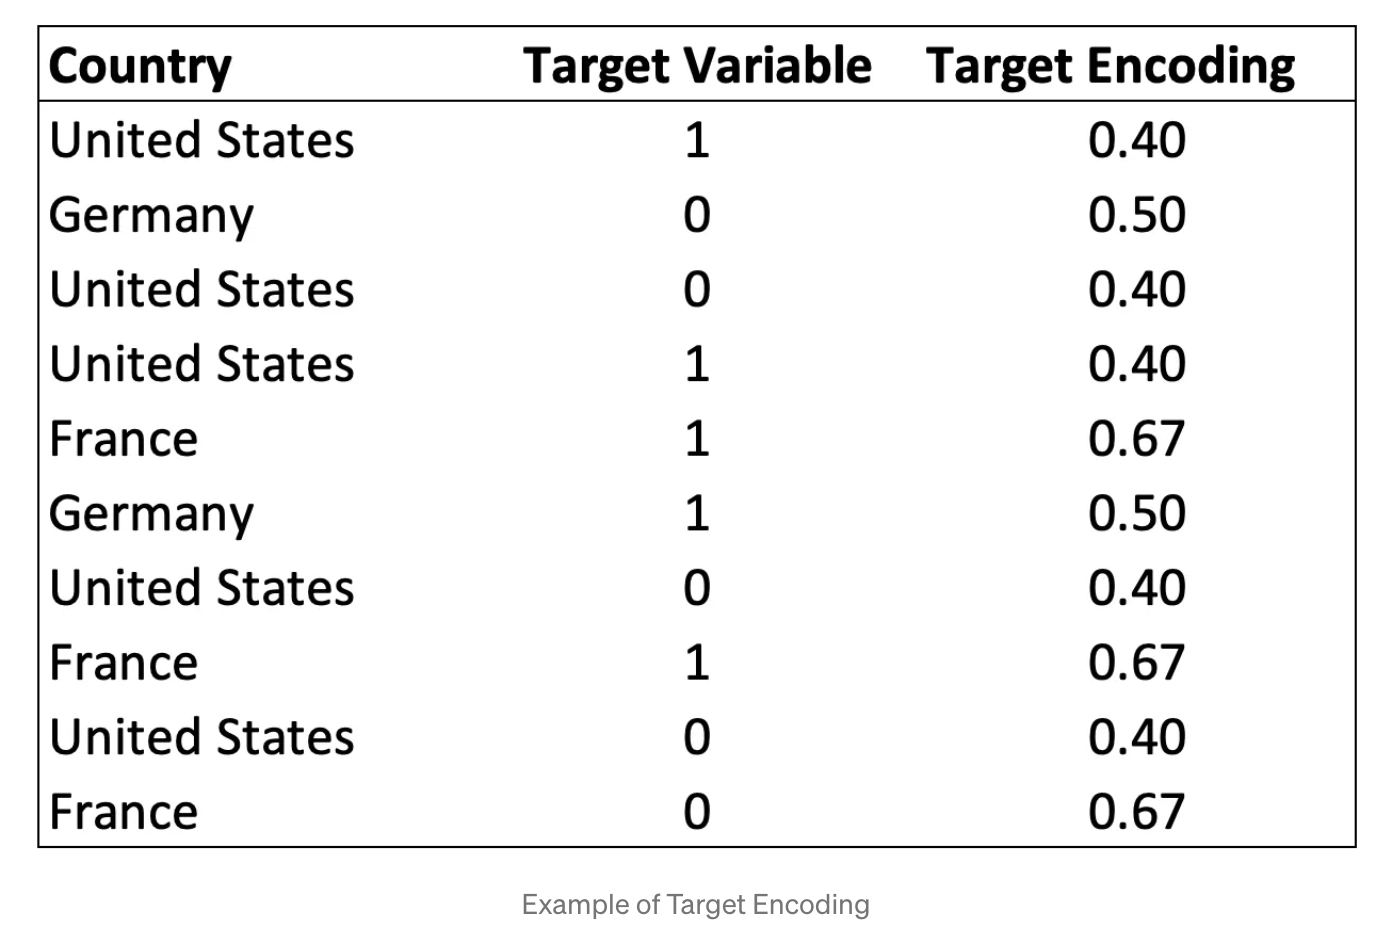 Country Target Variable Target Encoding
United States 1 0.40
Germany 0 0.50
United States 0 0.40
United States 1 0.40
France 1 0.67
Germany 1 0.50
United States 0 0.40
France 1 0.67
United States 0 0.40
France 0 0.67
Example of Target Encoding